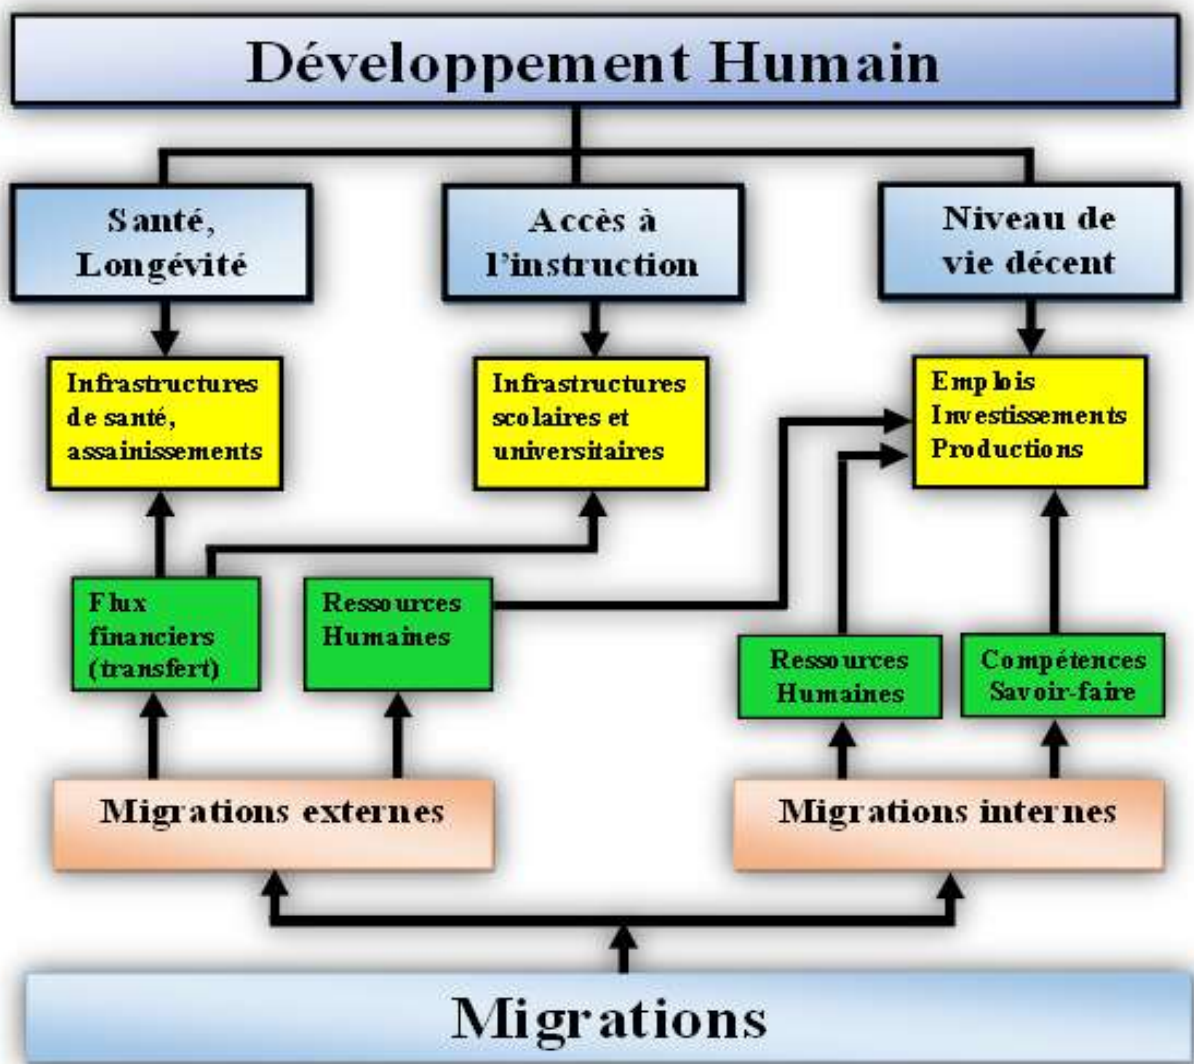 Développement Humain
Santé,
Longévité
Accès à
l'instruction
Niveau de
vie décent
Infrastructures
de santé,
assainissements
Infrastructures
scolaires et
universitaires
Emplois
Investissements
Productions
Flux
financiers
(transfert)
Ressources
Humaines
Ressources
Humaines
Compétences
Savoir-faire
Migrations externes
Migrations internes
Migrations